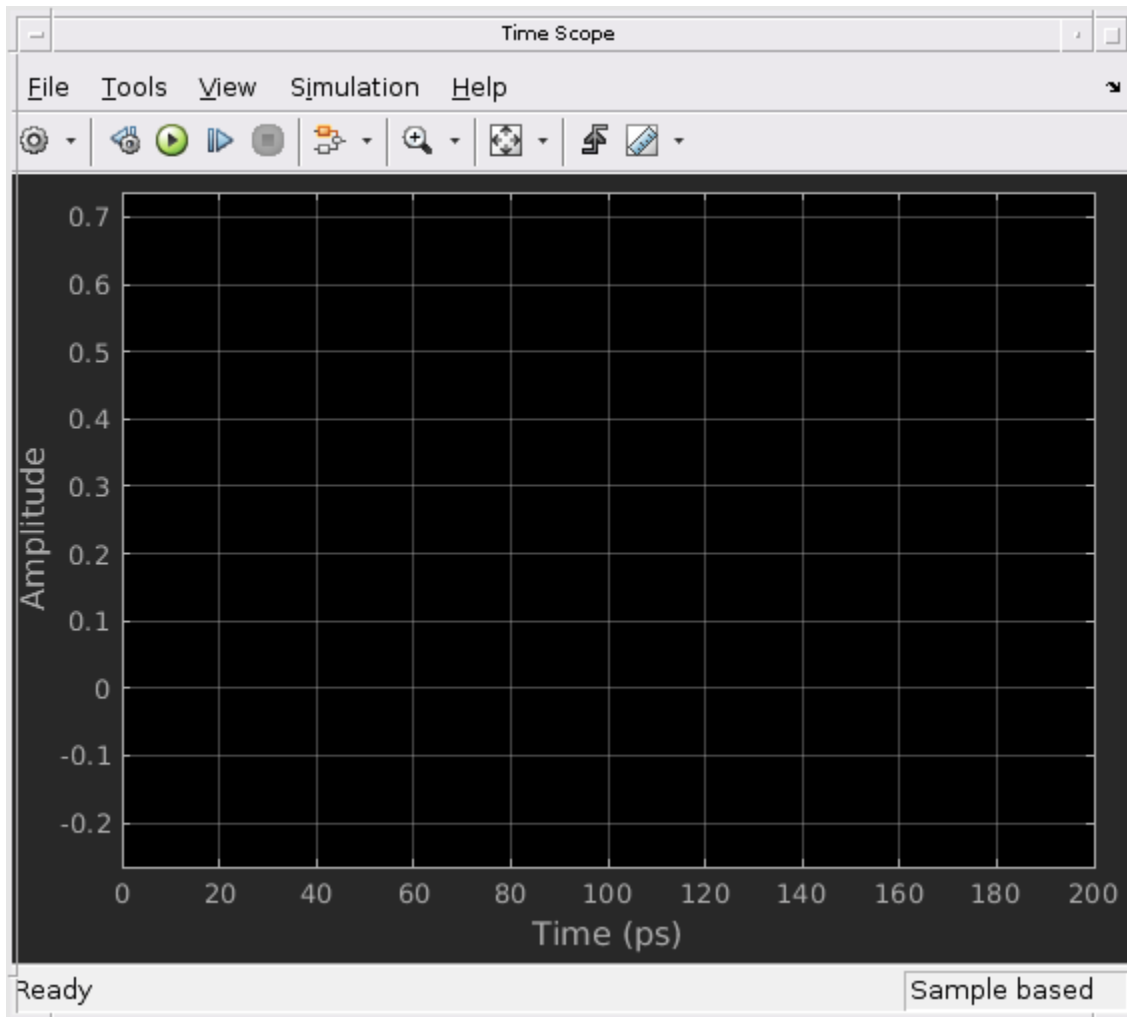 Time Scope
File Tools View Simulation Help
0.7
0.6
0.5
0.4
0.3
0.2
0.1
0
-0.1
-0.2
Amplitude
0 20 40 60 80 100 120 140 160 180 200
Time (ps)
Ready Sample based